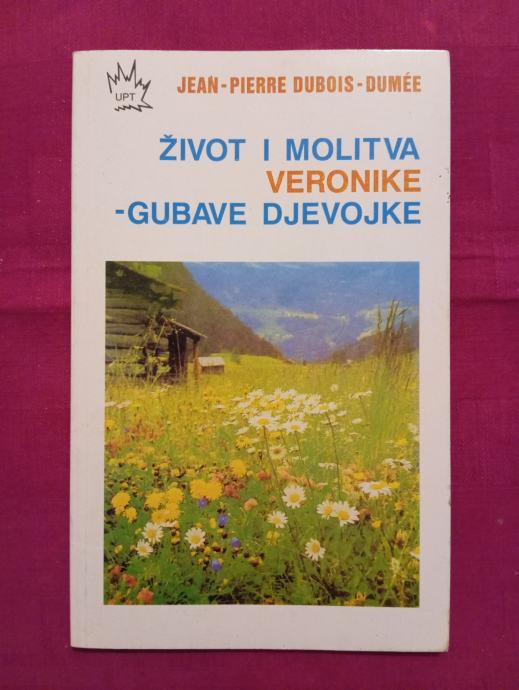 UPT
JEAN-PIERRE DUBOIS-DUMÉE
ŽIVOT I MOLITVA
VERONIKE
-GUBAVE DJEVOJKE